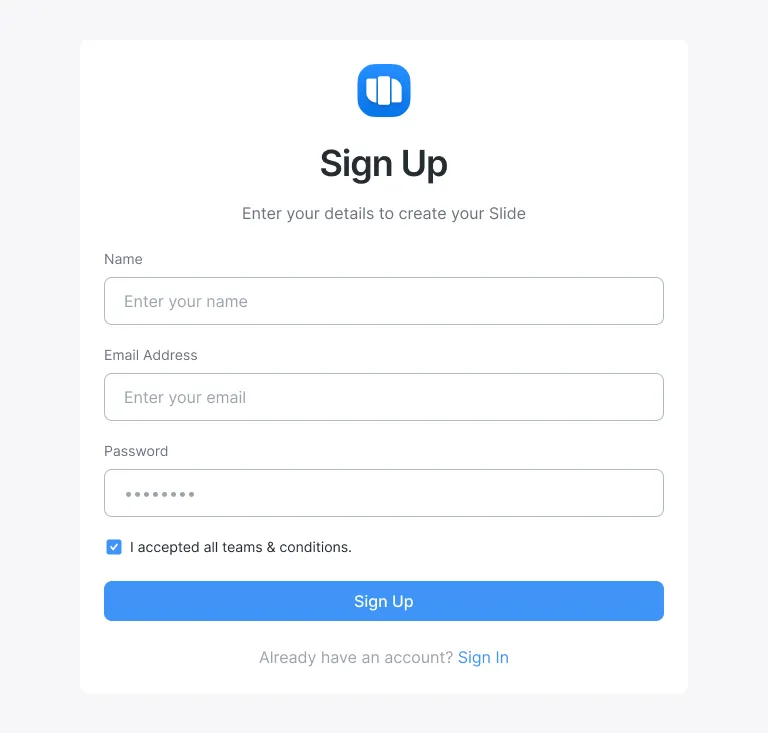 Sign Up
Enter your details to create your Slide
Name
Enter your name
Email Address
Enter your email
Password
••••••••
I accepted all teams & conditions.
Sign Up
Already have an account? Sign In